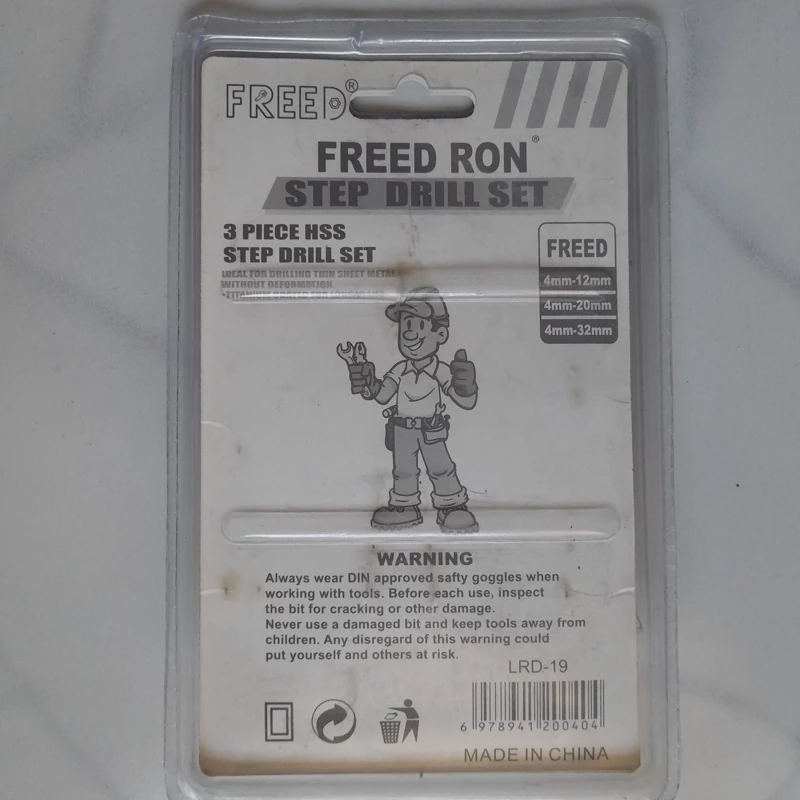 FREED®
FREED RON®
STEP DRILL SET
3 PIECE HSS
STEP DRILL SET
IDEAL FOR DRILLING THIN SHEET METAL
WITHOUT DEFORMATION
FREED
4mm-12mm
4mm-20mm
4mm-32mm
WARNING
Always wear DIN approved safty goggles when
working with tools. Before each use, inspect
the bit for cracking or other damage.
Never use a damaged bit and keep tools away from
children. Any disregard of this warning could
put yourself and others at risk.
LRD-19
6 978941 200404
MADE IN CHINA